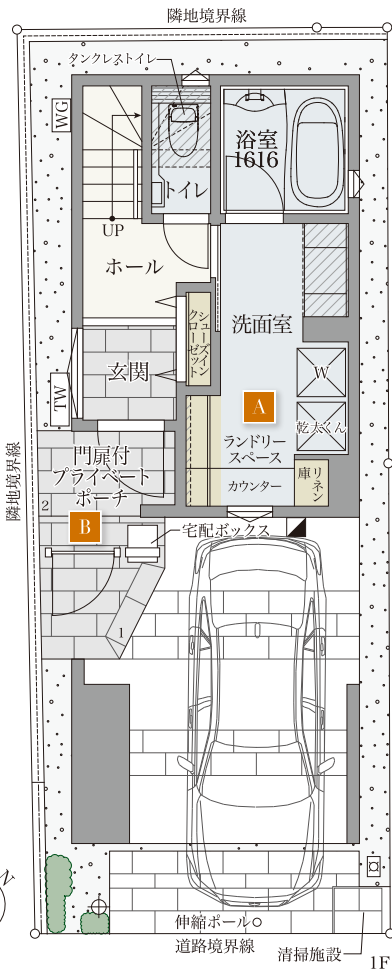 隣地境界線
タンクレストイレ
WG
浴室
1616
トイレ
UP
ホール
シューズイン
クローゼット
洗面室
玄関
TW
W
A
乾太くん
ランドリー
スペース
カウンター
リネン
庫
隣地境界線
門扉付
プライベート
ポーチ
2
B
宅配ボックス
1
N
伸縮ポール
道路境界線
清掃施設
1F